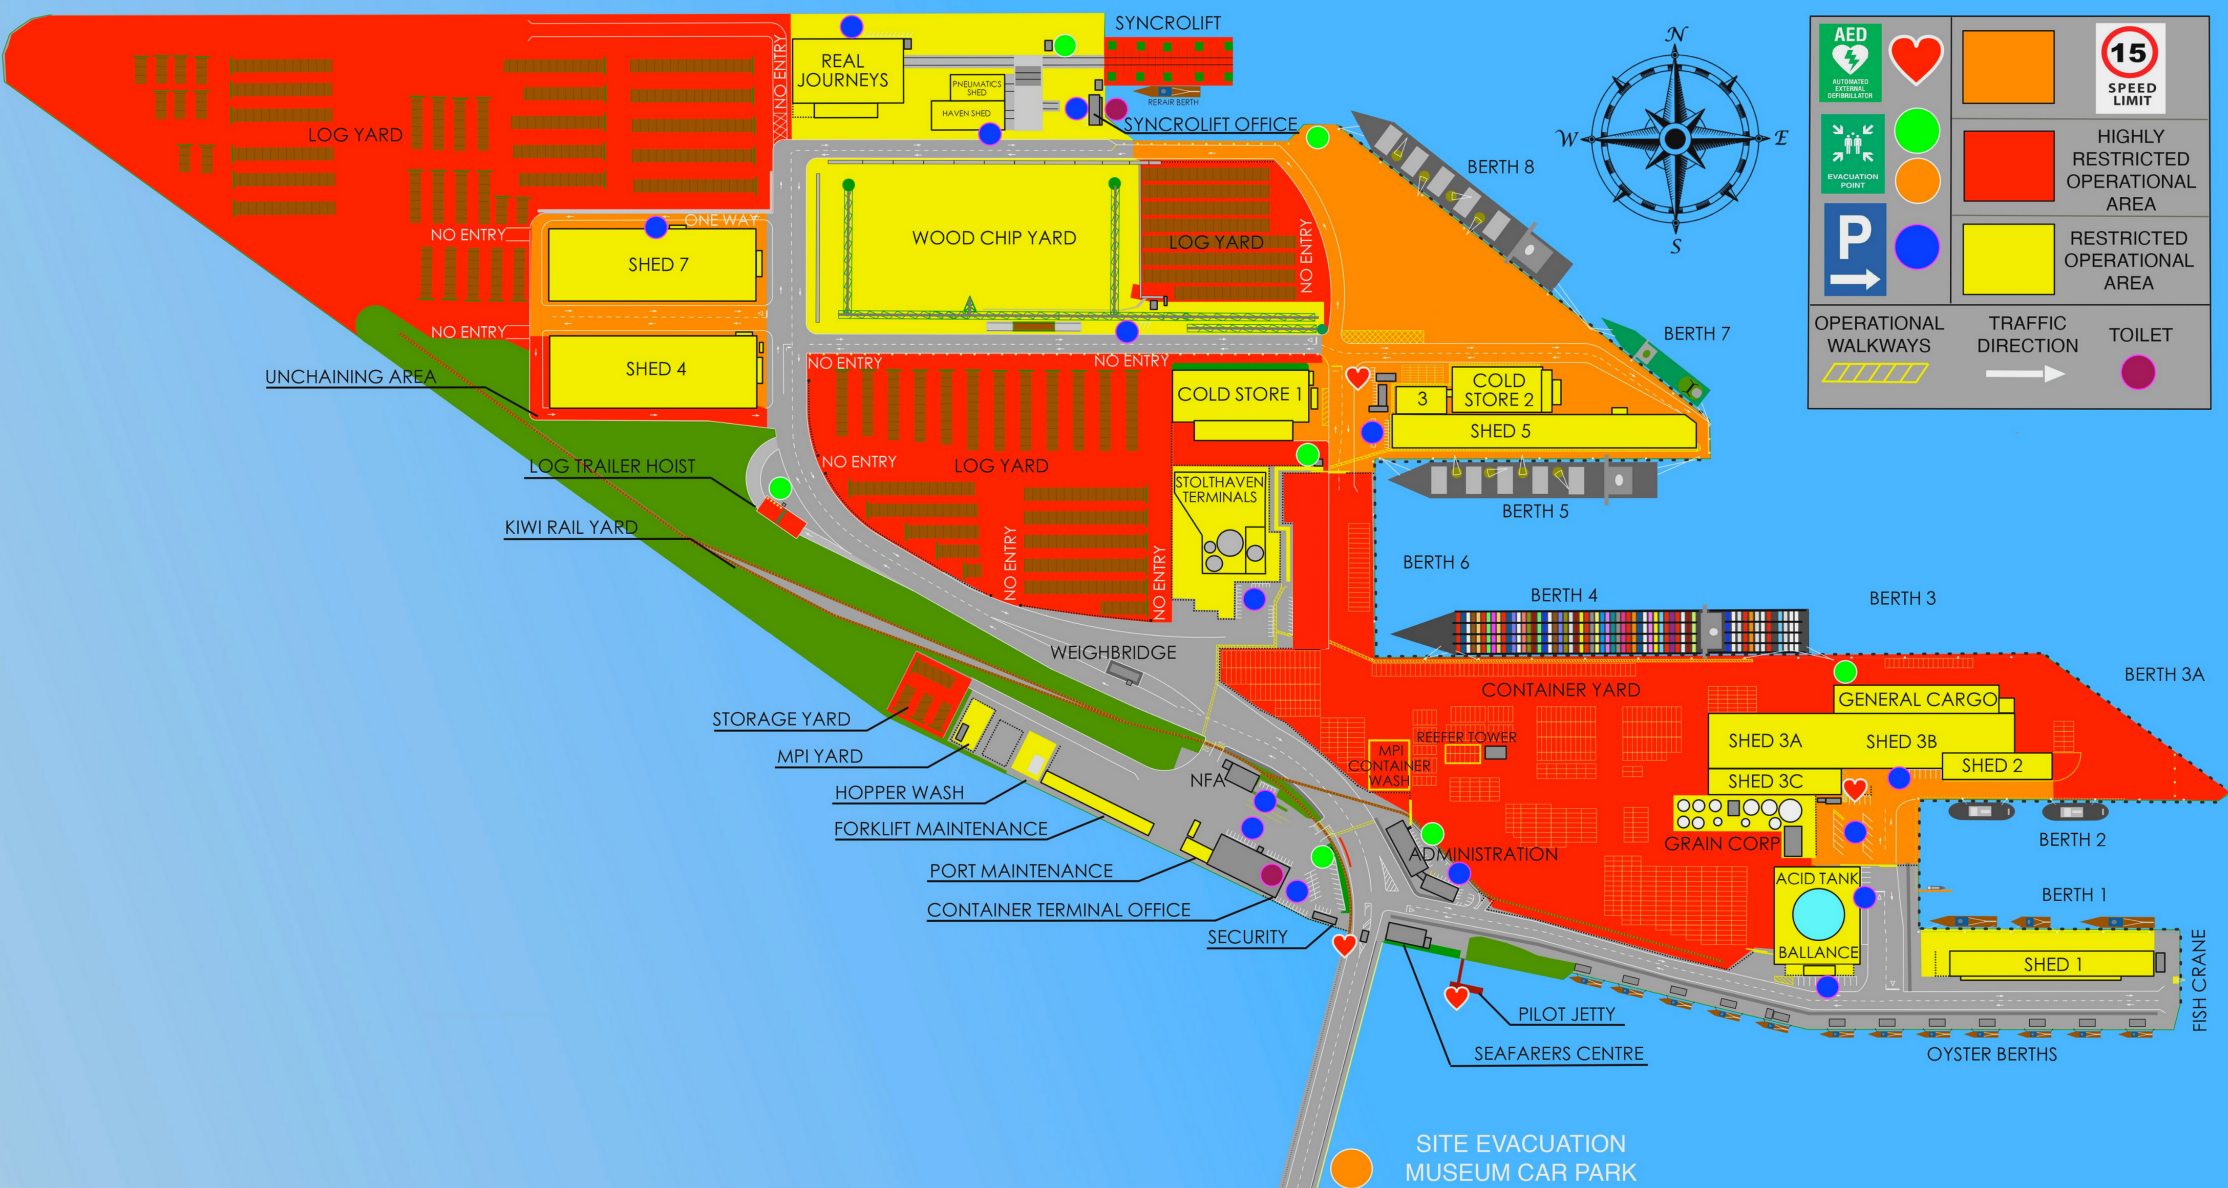 SYNCROLIFT
REAL
JOURNEYS
PNEUMATICS
SHED
HAVEN SHED
RERAIR BERTH
SYNCROLIFT OFFICE
NO ENTRY
LOG YARD
N
W
E
S
BERTH 8
AED
AUTOMATED
EXTERNAL
DEFIBRILLATOR
EVACUATION
POINT
P
15
SPEED
LIMIT
HIGHLY
RESTRICTED
OPERATIONAL
AREA
RESTRICTED
OPERATIONAL
AREA
OPERATIONAL
WALKWAYS
TRAFFIC
DIRECTION
TOILET
ONE WAY
NO ENTRY
SHED 7
WOOD CHIP YARD
LOG YARD
NO ENTRY
BERTH 7
NO ENTRY
SHED 4
NO ENTRY
NO ENTRY
UNCHAINING AREA
COLD STORE 1
3
COLD
STORE 2
SHED 5
LOG TRAILER HOIST
NO ENTRY
LOG YARD
STOLTHAVEN
TERMINALS
BERTH 5
KIWI RAIL YARD
NO ENTRY
NO ENTRY
BERTH 6
BERTH 4
BERTH 3
WEIGHBRIDGE
BERTH 3A
CONTAINER YARD
GENERAL CARGO
STORAGE YARD
MPI YARD
REEFER TOWER
MPI
CONTAINER
WASH
SHED 3A
SHED 3B
SHED 2
SHED 3C
NFA
HOPPER WASH
FORKLIFT MAINTENANCE
GRAIN CORP
BERTH 2
ADMINISTRATION
PORT MAINTENANCE
ACID TANK
BERTH 1
CONTAINER TERMINAL OFFICE
SECURITY
BALLANCE
SHED 1
FISH CRANE
PILOT JETTY
SEAFARERS CENTRE
OYSTER BERTHS
SITE EVACUATION
MUSEUM CAR PARK